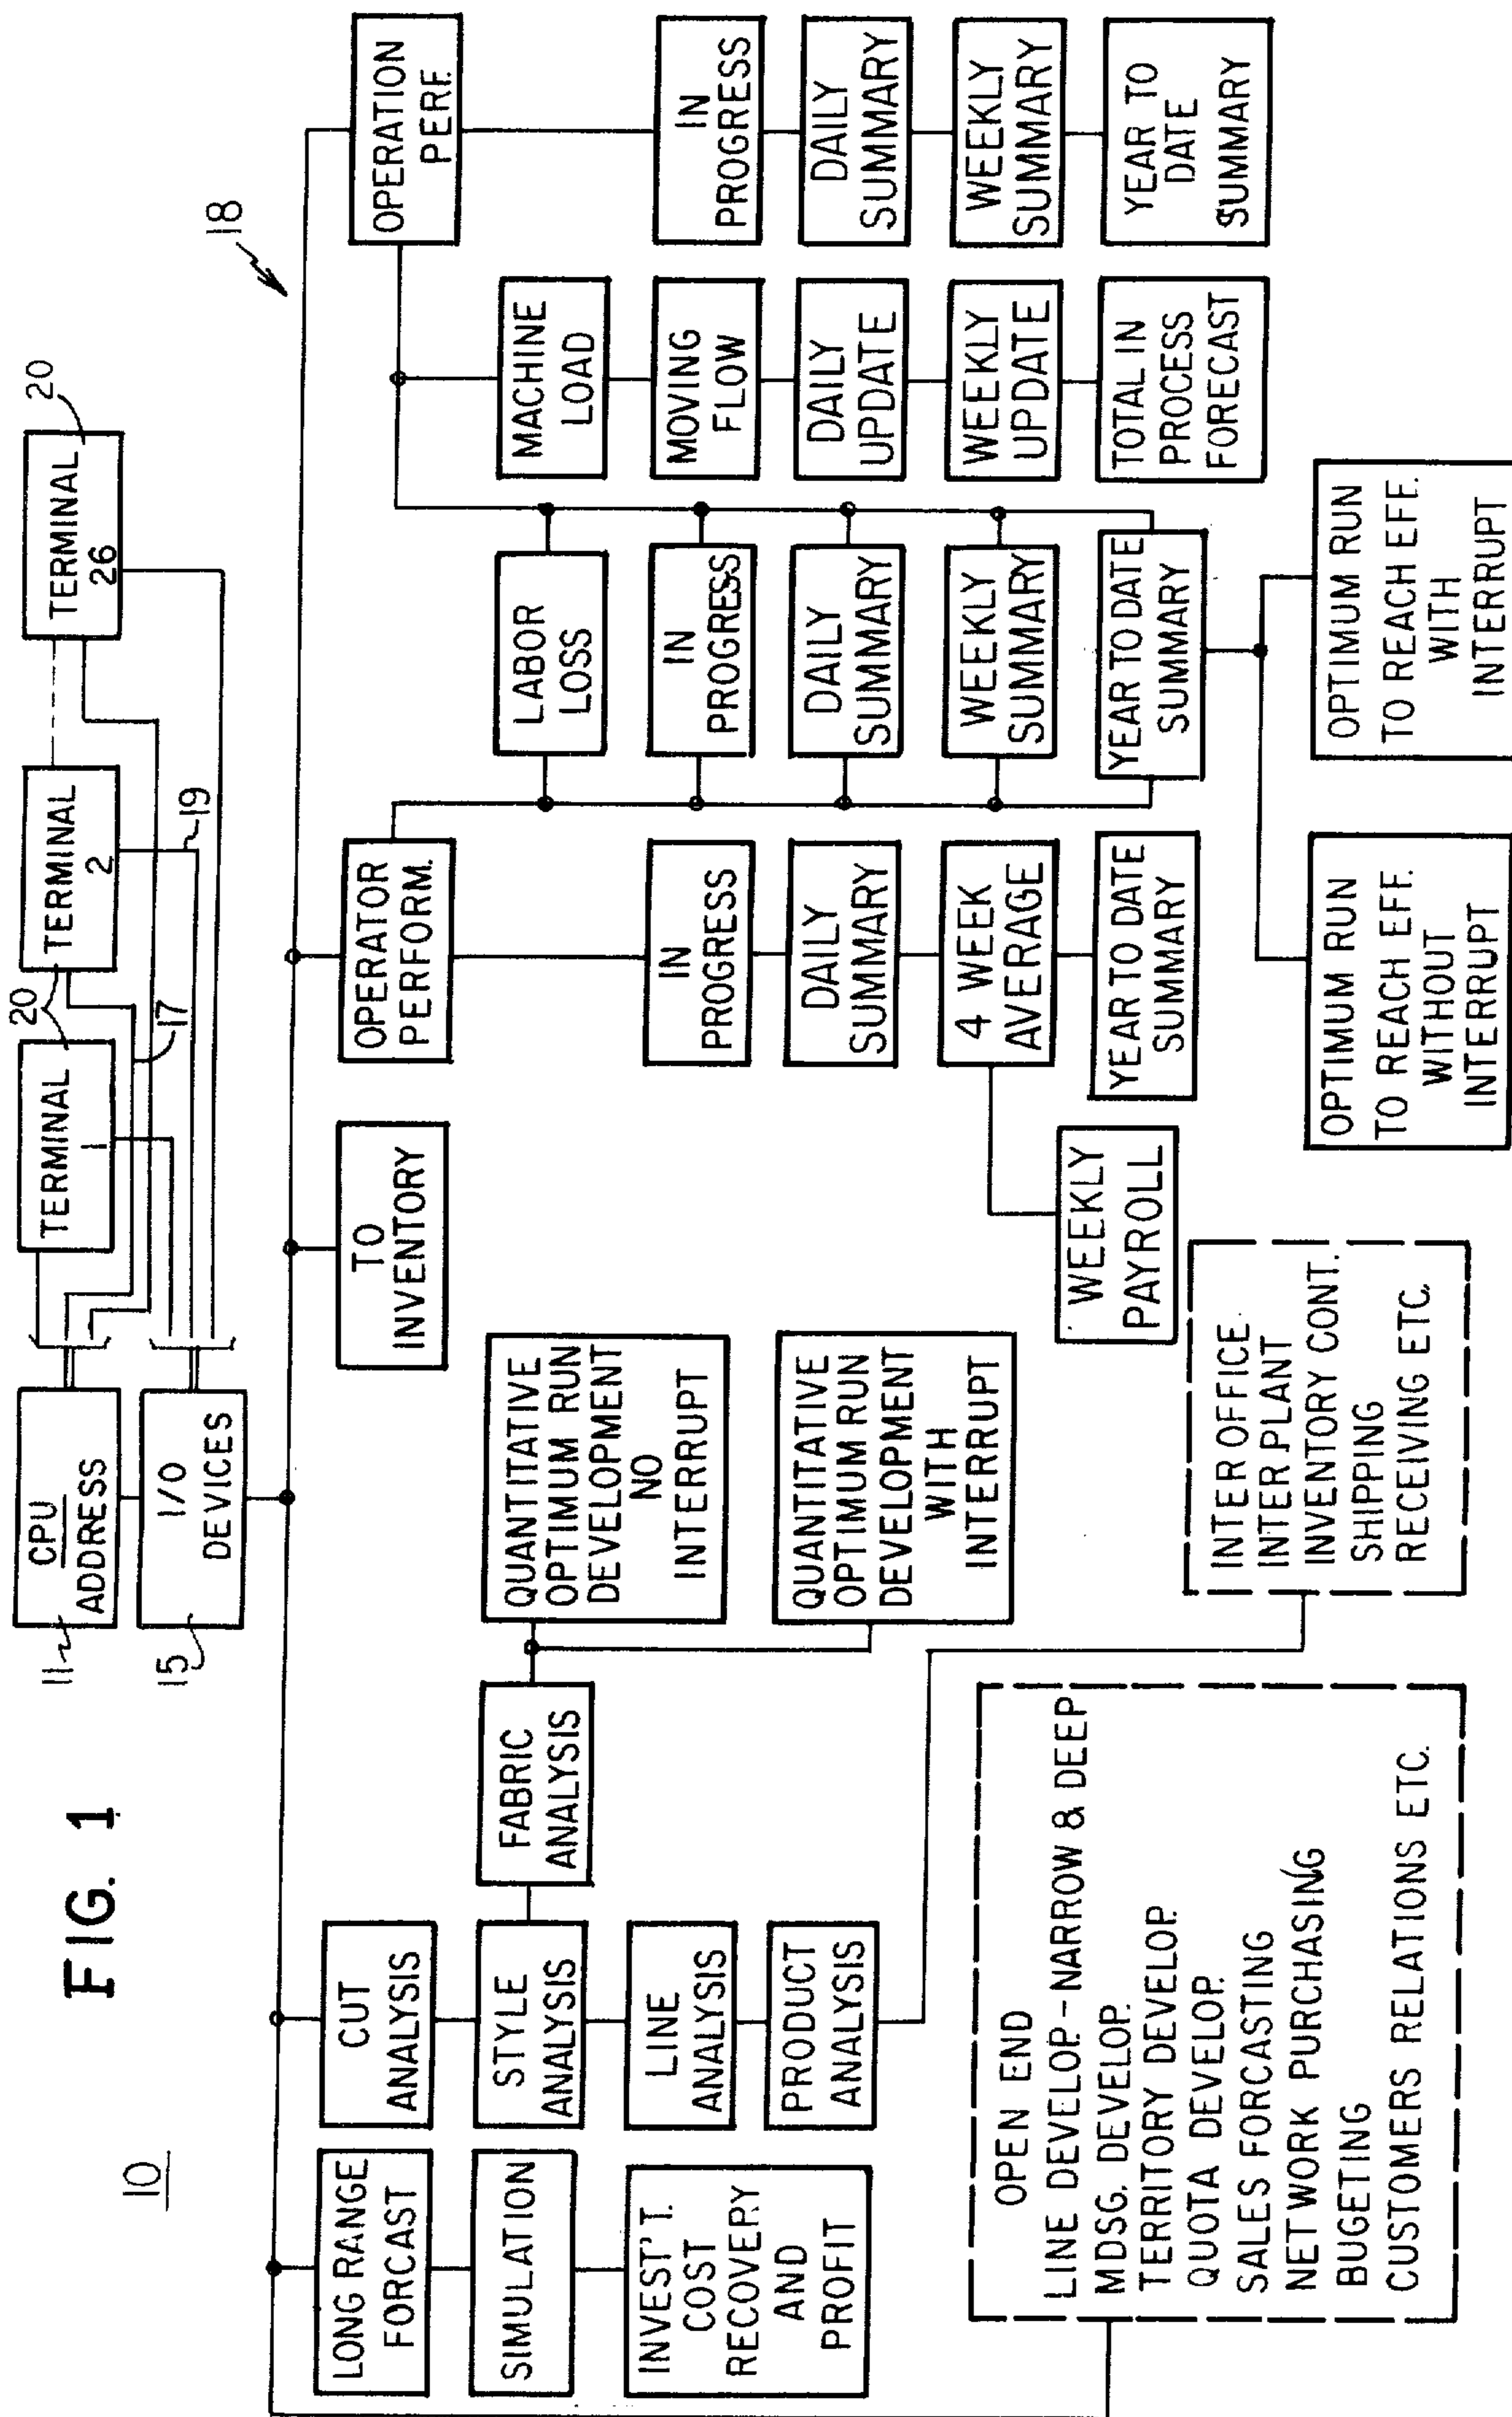 FIG. 1
10
11
CPU
ADDRESS
15
I/O
DEVICES
20
TERMINAL
1
TERMINAL
2
TERMINAL
26
20
17
19
18
LONG RANGE
FORCAST
SIMULATION
INVEST'T.
COST
RECOVERY
AND
PROFIT
CUT
ANALYSIS
STYLE
ANALYSIS
LINE
ANALYSIS
PRODUCT
ANALYSIS
FABRIC
ANALYSIS
QUANTITATIVE
OPTIMUM RUN
DEVELOPMENT
NO
INTERRUPT
QUANTITATIVE
OPTIMUM RUN
DEVELOPMENT
WITH
INTERRUPT
TO
INVENTORY
OPERATOR
PERFORM.
IN
PROGRESS
DAILY
SUMMARY
4 WEEK
AVERAGE
YEAR TO DATE
SUMMARY
WEEKLY
PAYROLL
LABOR
LOSS
IN
PROGRESS
DAILY
SUMMARY
WEEKLY
SUMMARY
YEAR TO DATE
SUMMARY
OPERATION
PERF.
MACHINE
LOAD
MOVING
FLOW
DAILY
UPDATE
WEEKLY
UPDATE
TOTAL IN
PROCESS
FORECAST
IN
PROGRESS
DAILY
SUMMARY
WEEKLY
SUMMARY
YEAR TO
DATE
SUMMARY
OPEN END
LINE DEVELOP.-NARROW & DEEP
MDSG. DEVELOP.
TERRITORY DEVELOP.
QUOTA DEVELOP.
SALES FORCASTING
NETWORK PURCHASING
BUGETING
CUSTOMERS RELATIONS ETC.
INTER OFFICE
INTER PLANT
INVENTORY CONT.
SHIPPING
RECEIVING ETC.
OPTIMUM RUN
TO REACH EFF.
WITHOUT
INTERRUPT
OPTIMUM RUN
TO REACH EFF.
WITH
INTERRUPT